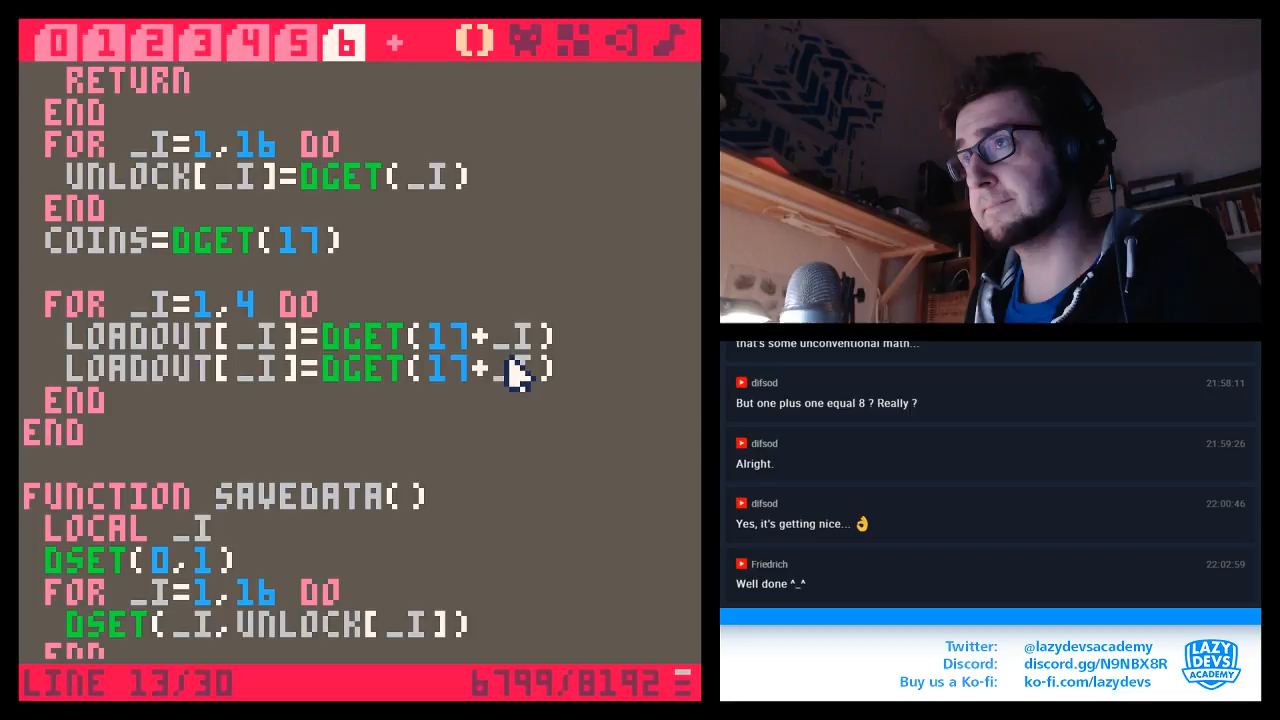 0 1 2 3 4 5 6 +
RETURN
END
FOR _I=1,16 DO
UNLOCK[_I]=DGET(_I)
END
COINS=DGET(17)
FOR _I=1,4 DO
LOADOUT[_I]=DGET(17+_I)
LOADOUT[_I]=DGET(17+_I)
END
END
FUNCTION SAVEDATA()
LOCAL _I
DSET(0,1)
FOR _I=1,16 DO
DSET(_I,UNLOCK[_I])
END
LINE 13/30 6799/8192
that's some unconventional math...
difsod 21:58:11
But one plus one equal 8 ? Really ?
difsod 21:59:26
Alright.
difsod 22:00:46
Yes, it's getting nice... 👌
Friedrich 22:02:59
Well done ^_^
Twitter: @lazydevsacademy
Discord: discord.gg/N9NBX8R
Buy us a Ko-fi: ko-fi.com/lazydevs
LAZY
DEVS
ACADEMY